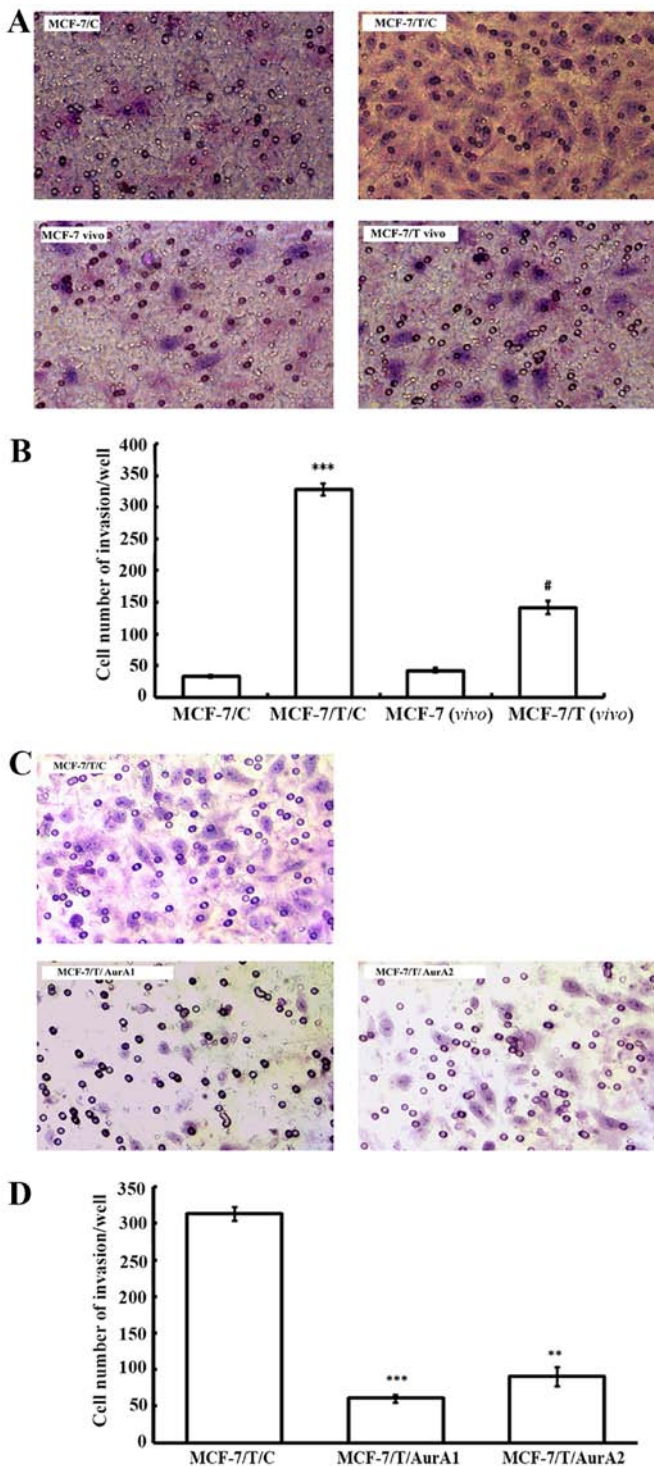 A
MCF-7/C
MCF-7/T/C
MCF-7 vivo
MCF-7/T vivo
B
Cell number of invasion/well
400
350
300
250
200
150
100
50
0
***
#
MCF-7/C MCF-7/T/C MCF-7 (vivo) MCF-7/T (vivo)
C
MCF-7/T/C
MCF-7/T/ AurA1
MCF-7/T/AurA2
D
Cell number of invasion/well
350
300
250
200
150
100
50
0
***
**
MCF-7/T/C MCF-7/T/AurA1 MCF-7/T/AurA2